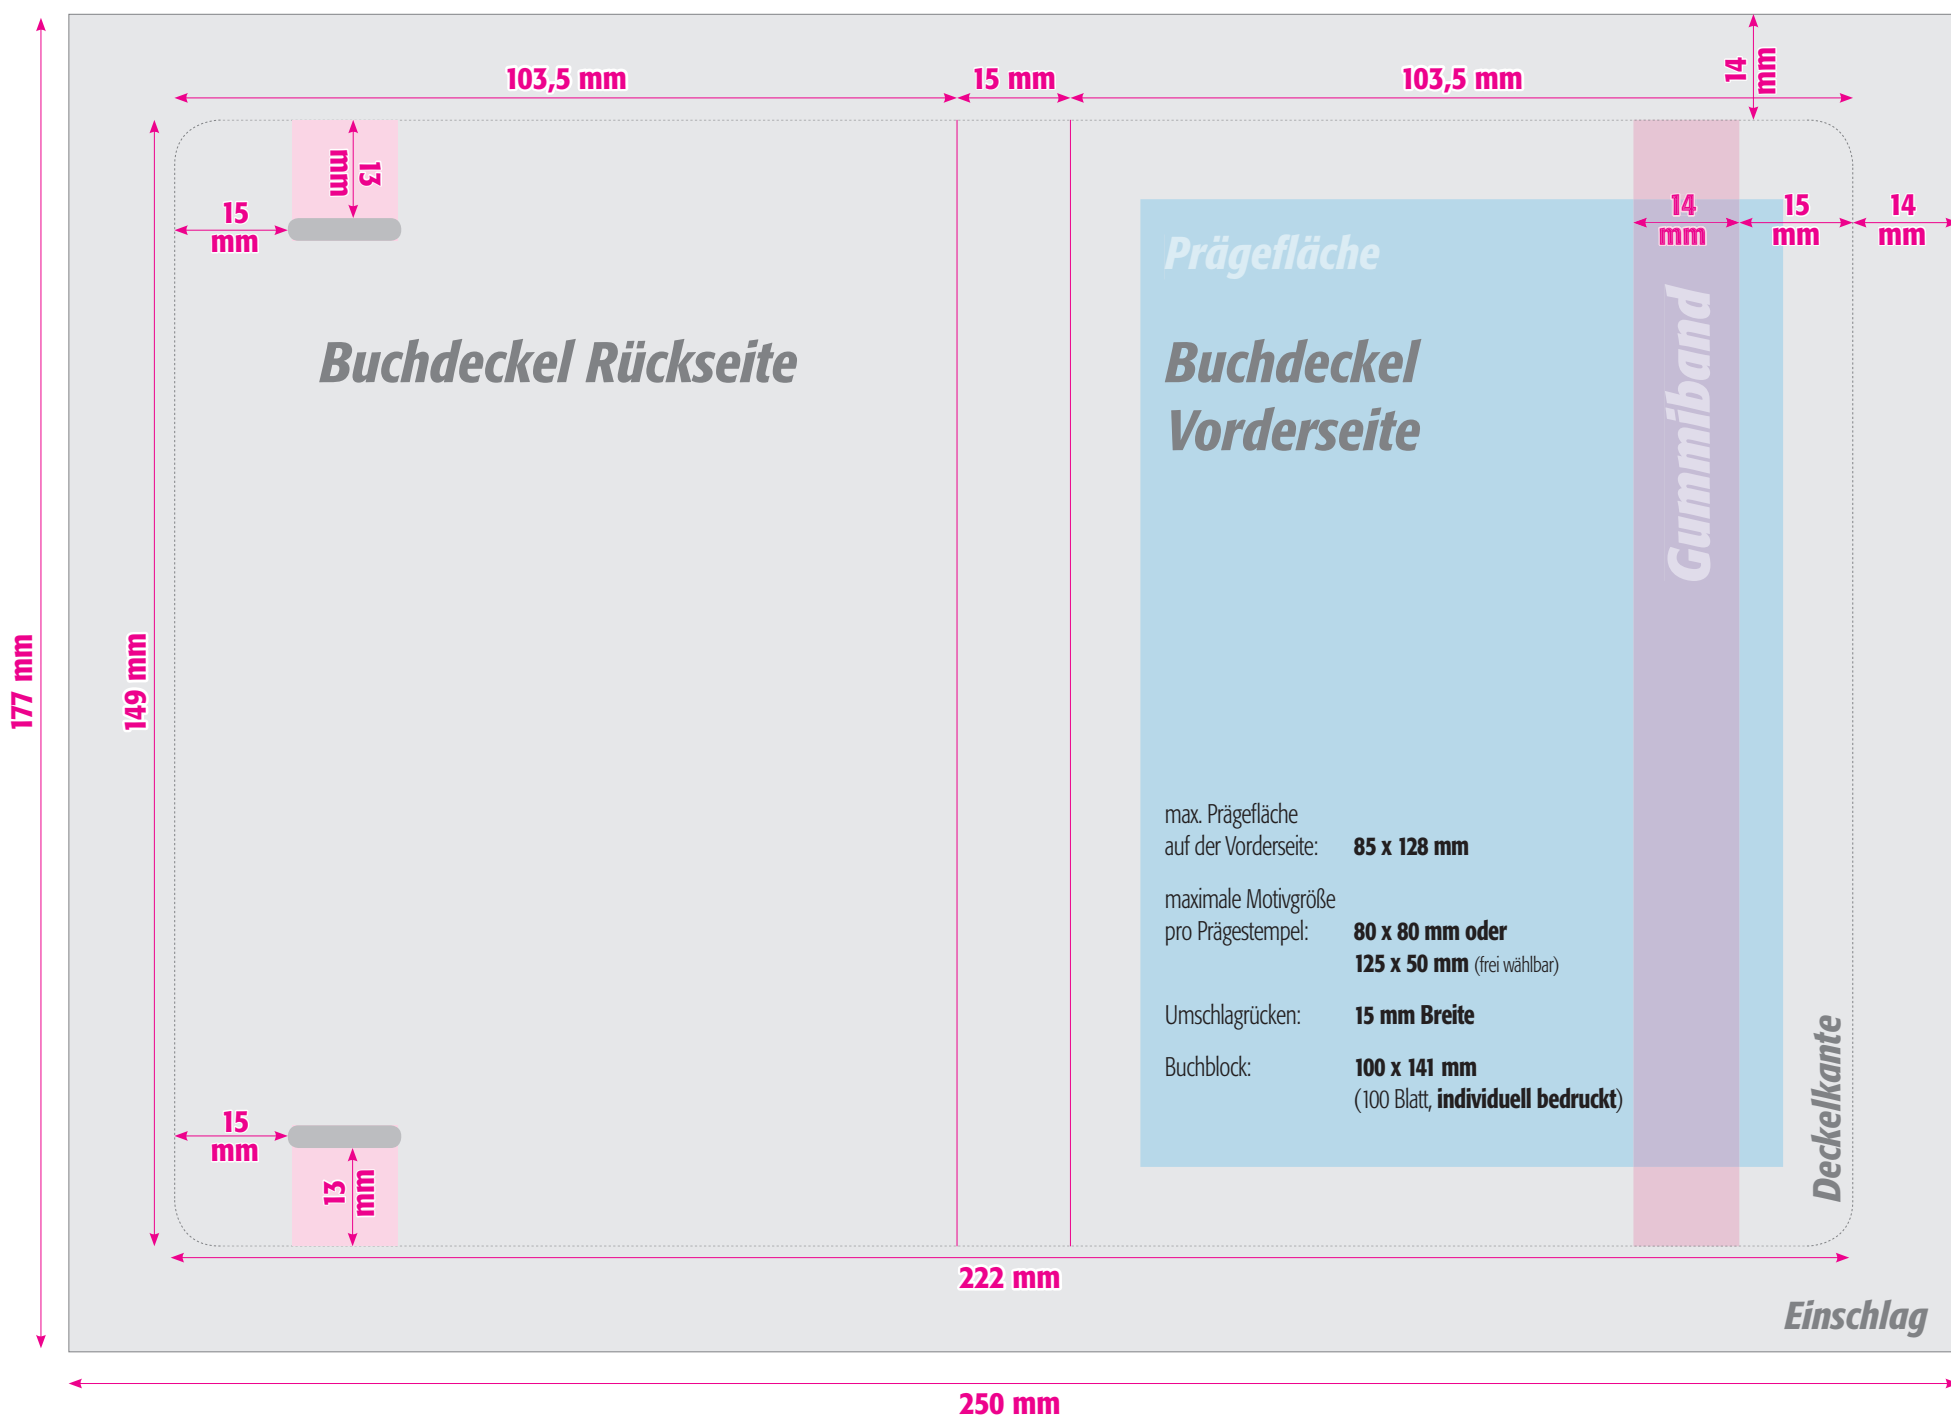 103,5 mm
15 mm
103,5 mm
14
mm
13
mm
15
mm
14
mm
15
mm
14
mm
Prägefläche
Buchdeckel Rückseite
Buchdeckel
Vorderseite
Gummiband
177 mm
149 mm
max. Prägefläche
auf der Vorderseite: 85 x 128 mm
maximale Motivgröße
pro Prägestempel: 80 x 80 mm oder
125 x 50 mm (frei wählbar)
Umschlagrücken: 15 mm Breite
Buchblock: 100 x 141 mm
(100 Blatt, individuell bedruckt)
Deckelkante
15
mm
13
mm
222 mm
Einschlag
250 mm